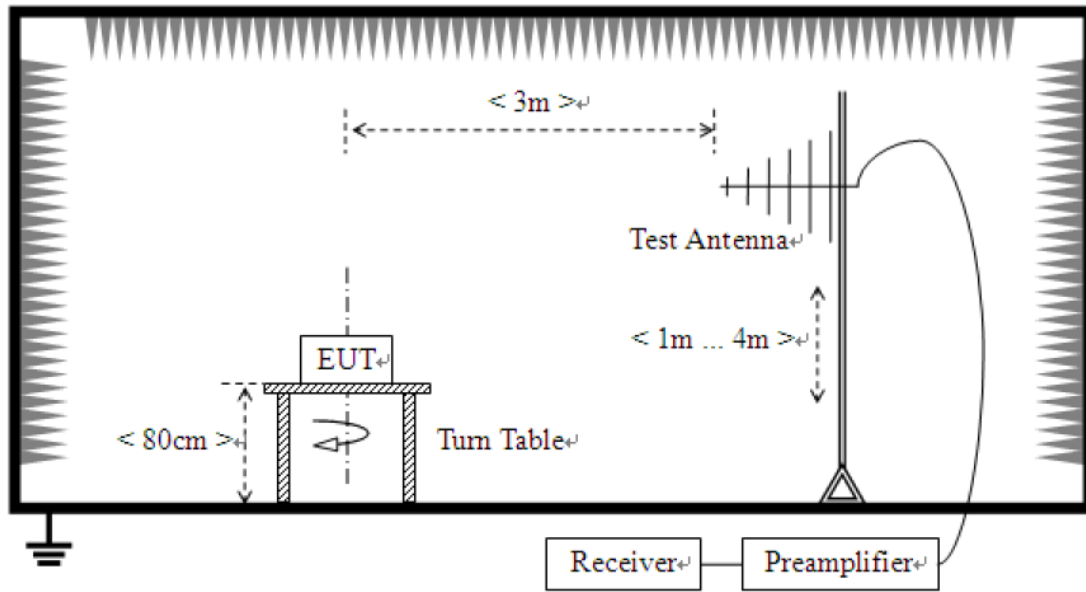 < 3m >↵
Test Antenna↵
< 1m ... 4m >↵
EUT↵
< 80cm >↵
Turn Table↵
Receiver↵
Preamplifier↵